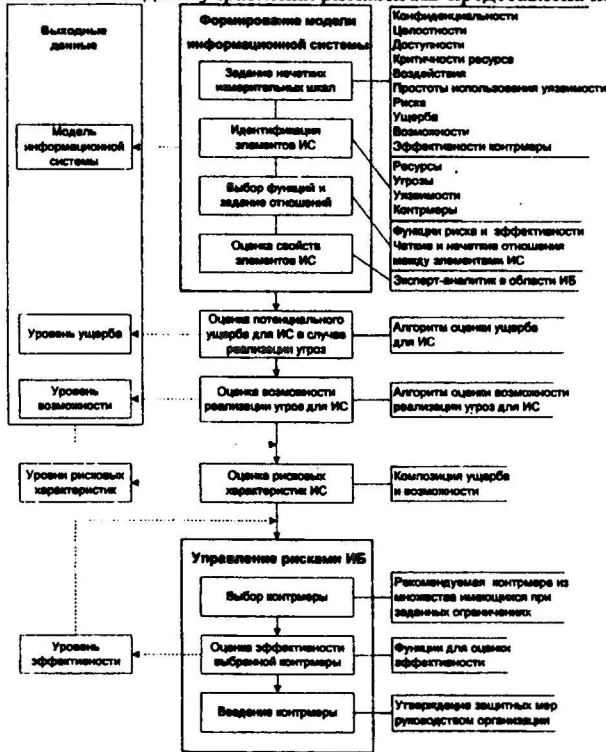 управления рисками ИБ представлена на
Выходные
данные
Модель
информационной
системы
Уровень ущерба
Уровень
возможности
Уровни рисковых
характеристик
Уровень
эффективности
Формирование модели
информационной системы
Задание нечетких
измерительных шкал
Идентификация
элементов ИС
Выбор функций и
задание отношений
Оценка свойств
элементов ИС
Оценка потенциального
ущерба для ИС в случае
реализации угроз
Оценка возможности
реализации угроз для ИС
Оценка рисковых
характеристик ИС
Управление рисками ИБ
Выбор контрмеры
Оценка эффективности
выбранной контрмеры
Введение контрмеры
Конфиденциальности
Целостности
Доступности
Критичности ресурса
Воздействия
Простоты использования уязвимости
Риска
Ущерба
Возможности
Эффективности контрмеры
Ресурсы
Угрозы
Уязвимости
Контрмеры
Функции риска и эффективности
Четкие и нечеткие отношения
между элементами ИС
Эксперт-аналитик в области ИБ
Алгоритм оценки ущерба
для ИС
Алгоритм оценки возможности
реализации угроз для ИС
Композиция ущерба
и возможности
Рекомендуемая контрмера из
множества имеющихся при
заданных ограничениях
Функции для оценки
эффективности
Утверждение защитных мер
руководством организации